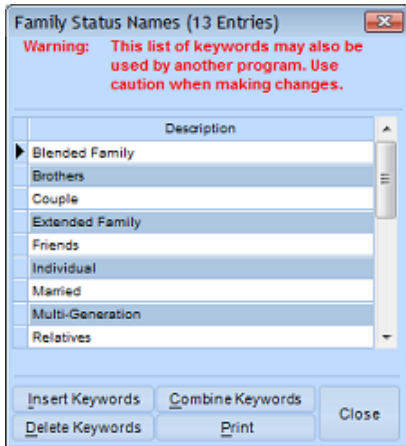 Family Status Names (13 Entries)
Warning: This list of keywords may also be
used by another program. Use
caution when making changes.
Description
Blended Family
Brothers
Couple
Extended Family
Friends
Individual
Married
Multi-Generation
Relatives
Insert Keywords Combine Keywords
Close
Delete Keywords Print